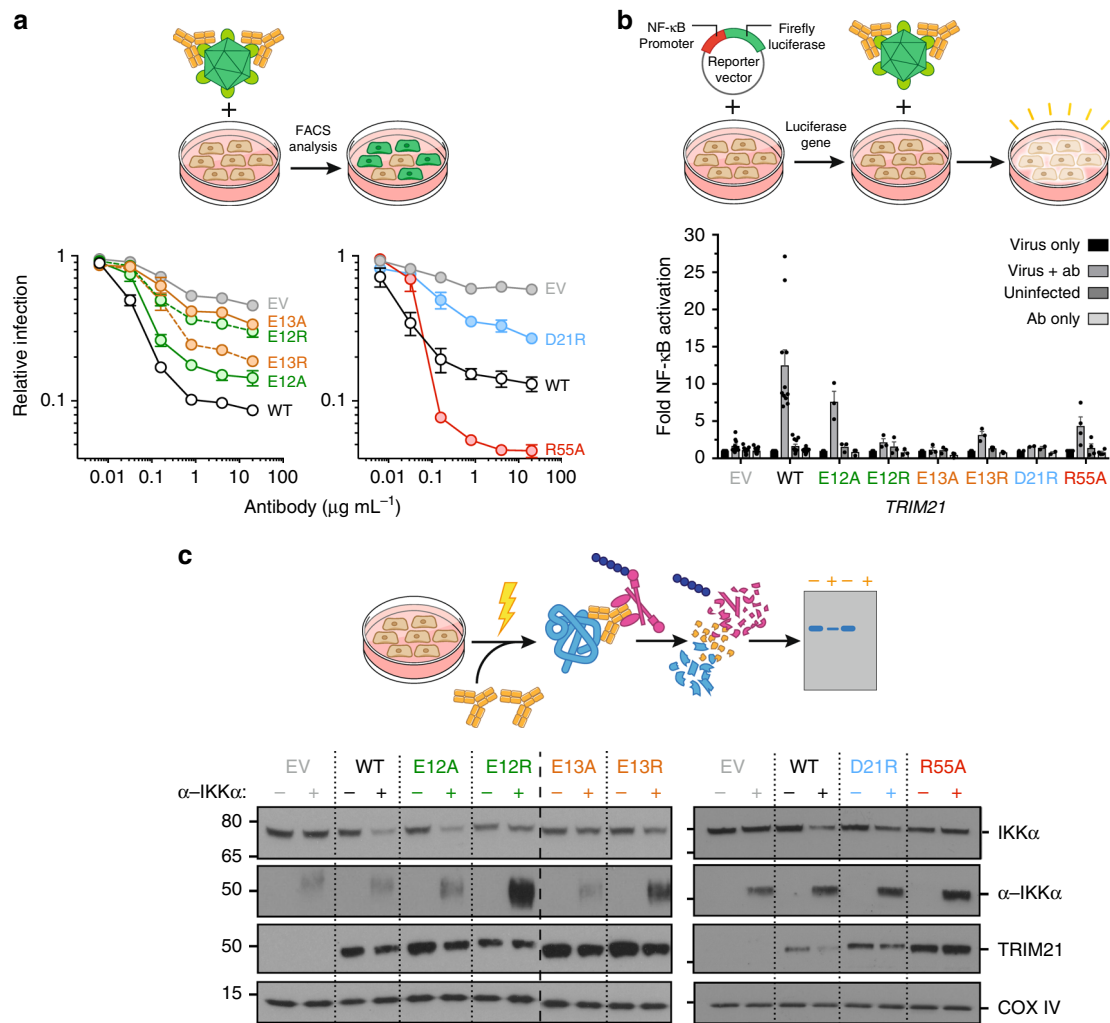 a
FACS
analysis
Relative infection
1
0.1
EV
E13A
E12R
E13R
E12A
WT
0.01 0.1 1 10 100
1
0.1
EV
D21R
WT
R55A
0.01 0.1 1 10 100
Antibody (μg mL⁻¹)
b
NF-κB
Promoter
Firefly
luciferase
Reporter
vector
Luciferase
gene
Fold NF-κB activation
30
25
20
15
10
5
0
Virus only
Virus + ab
Uninfected
Ab only
EV WT E12A E12R E13A E13R D21R R55A
TRIM21
c
– + – +
EV WT E12A E12R E13A E13R
α–IKKα: – + – + – + – + – + – +
80
65
50
50
15
EV WT D21R R55A
– + – + – + – +
IKKα
α–IKKα
TRIM21
COX IV